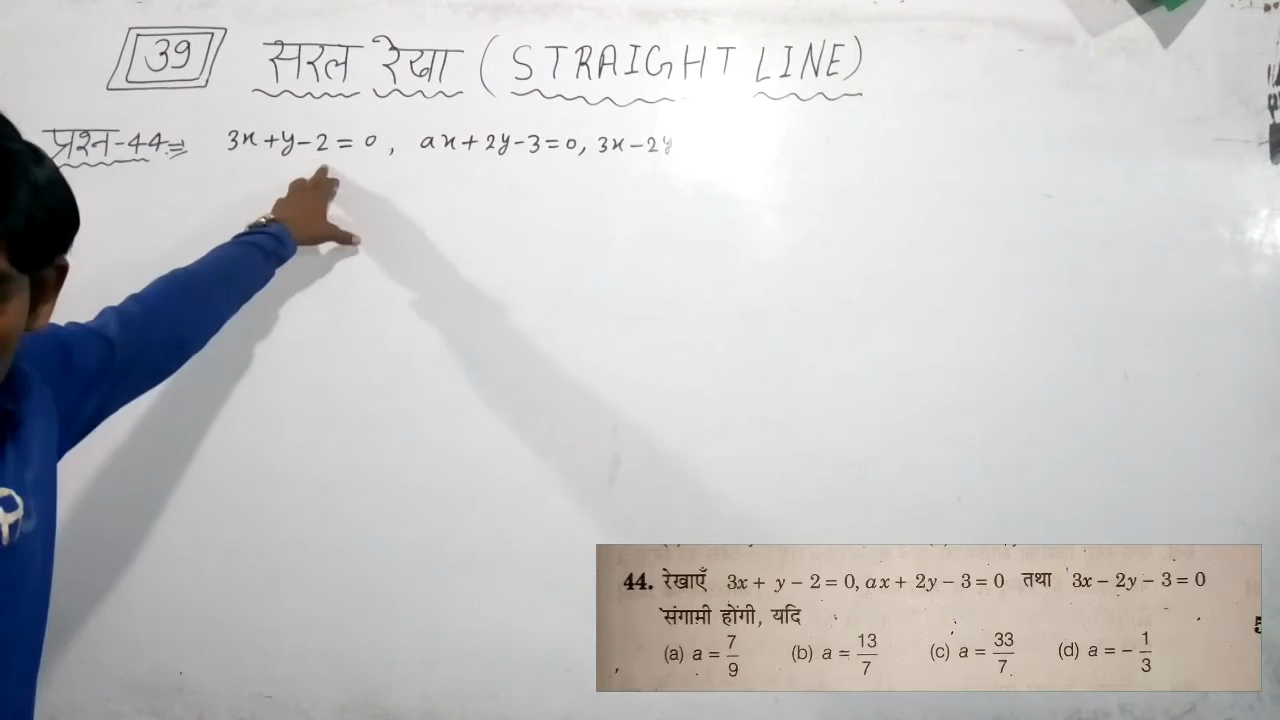 39 सरल रेखा (STRAIGHT LINE)
प्रश्न-44⇒ 3x+y-2=0, ax+2y-3=0, 3x-2y
44. रेखाएँ 3x + y − 2 = 0, ax + 2y − 3 = 0 तथा 3x − 2y − 3 = 0
संगामी होंगी, यदि
(a) a = 7/9 (b) a = 13/7 (c) a = 33/7 (d) a = − 1/3